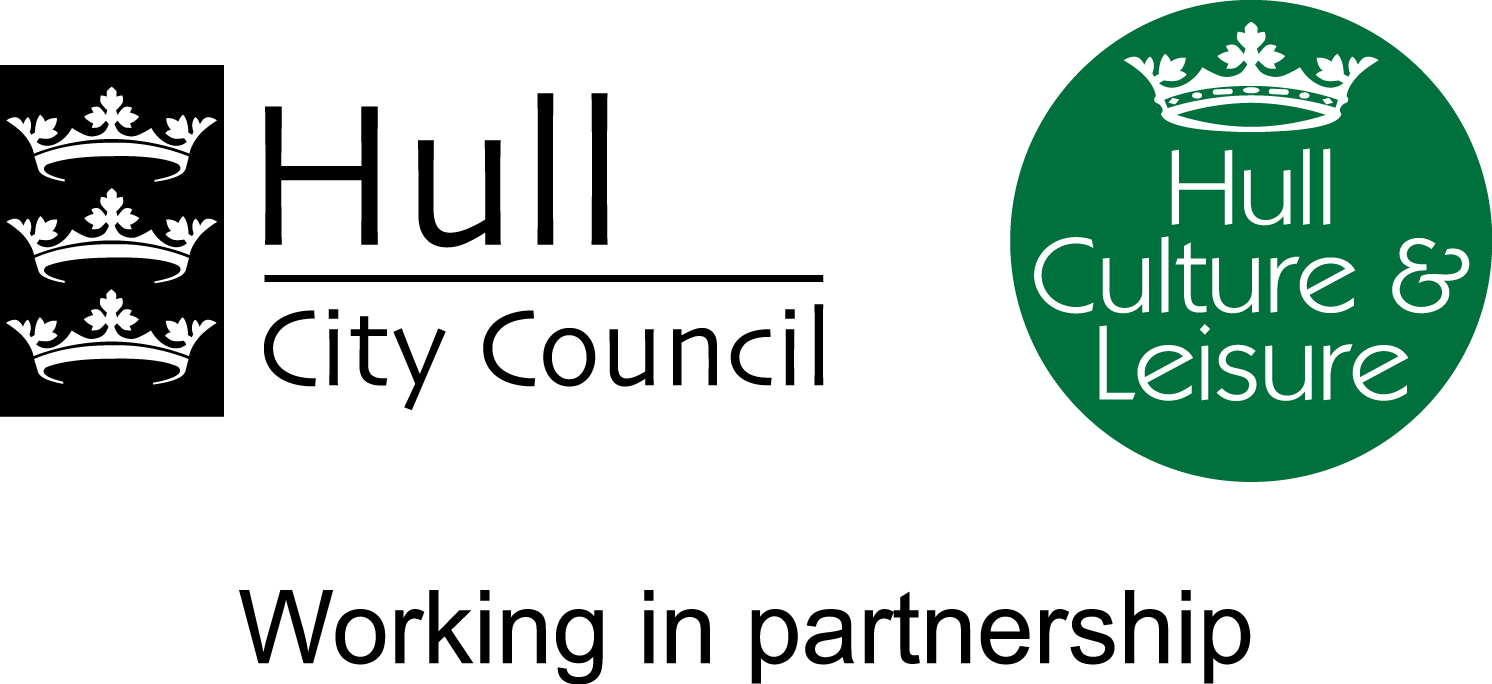 Hull
City Council
Hull
Culture &
Leisure
Working in partnership